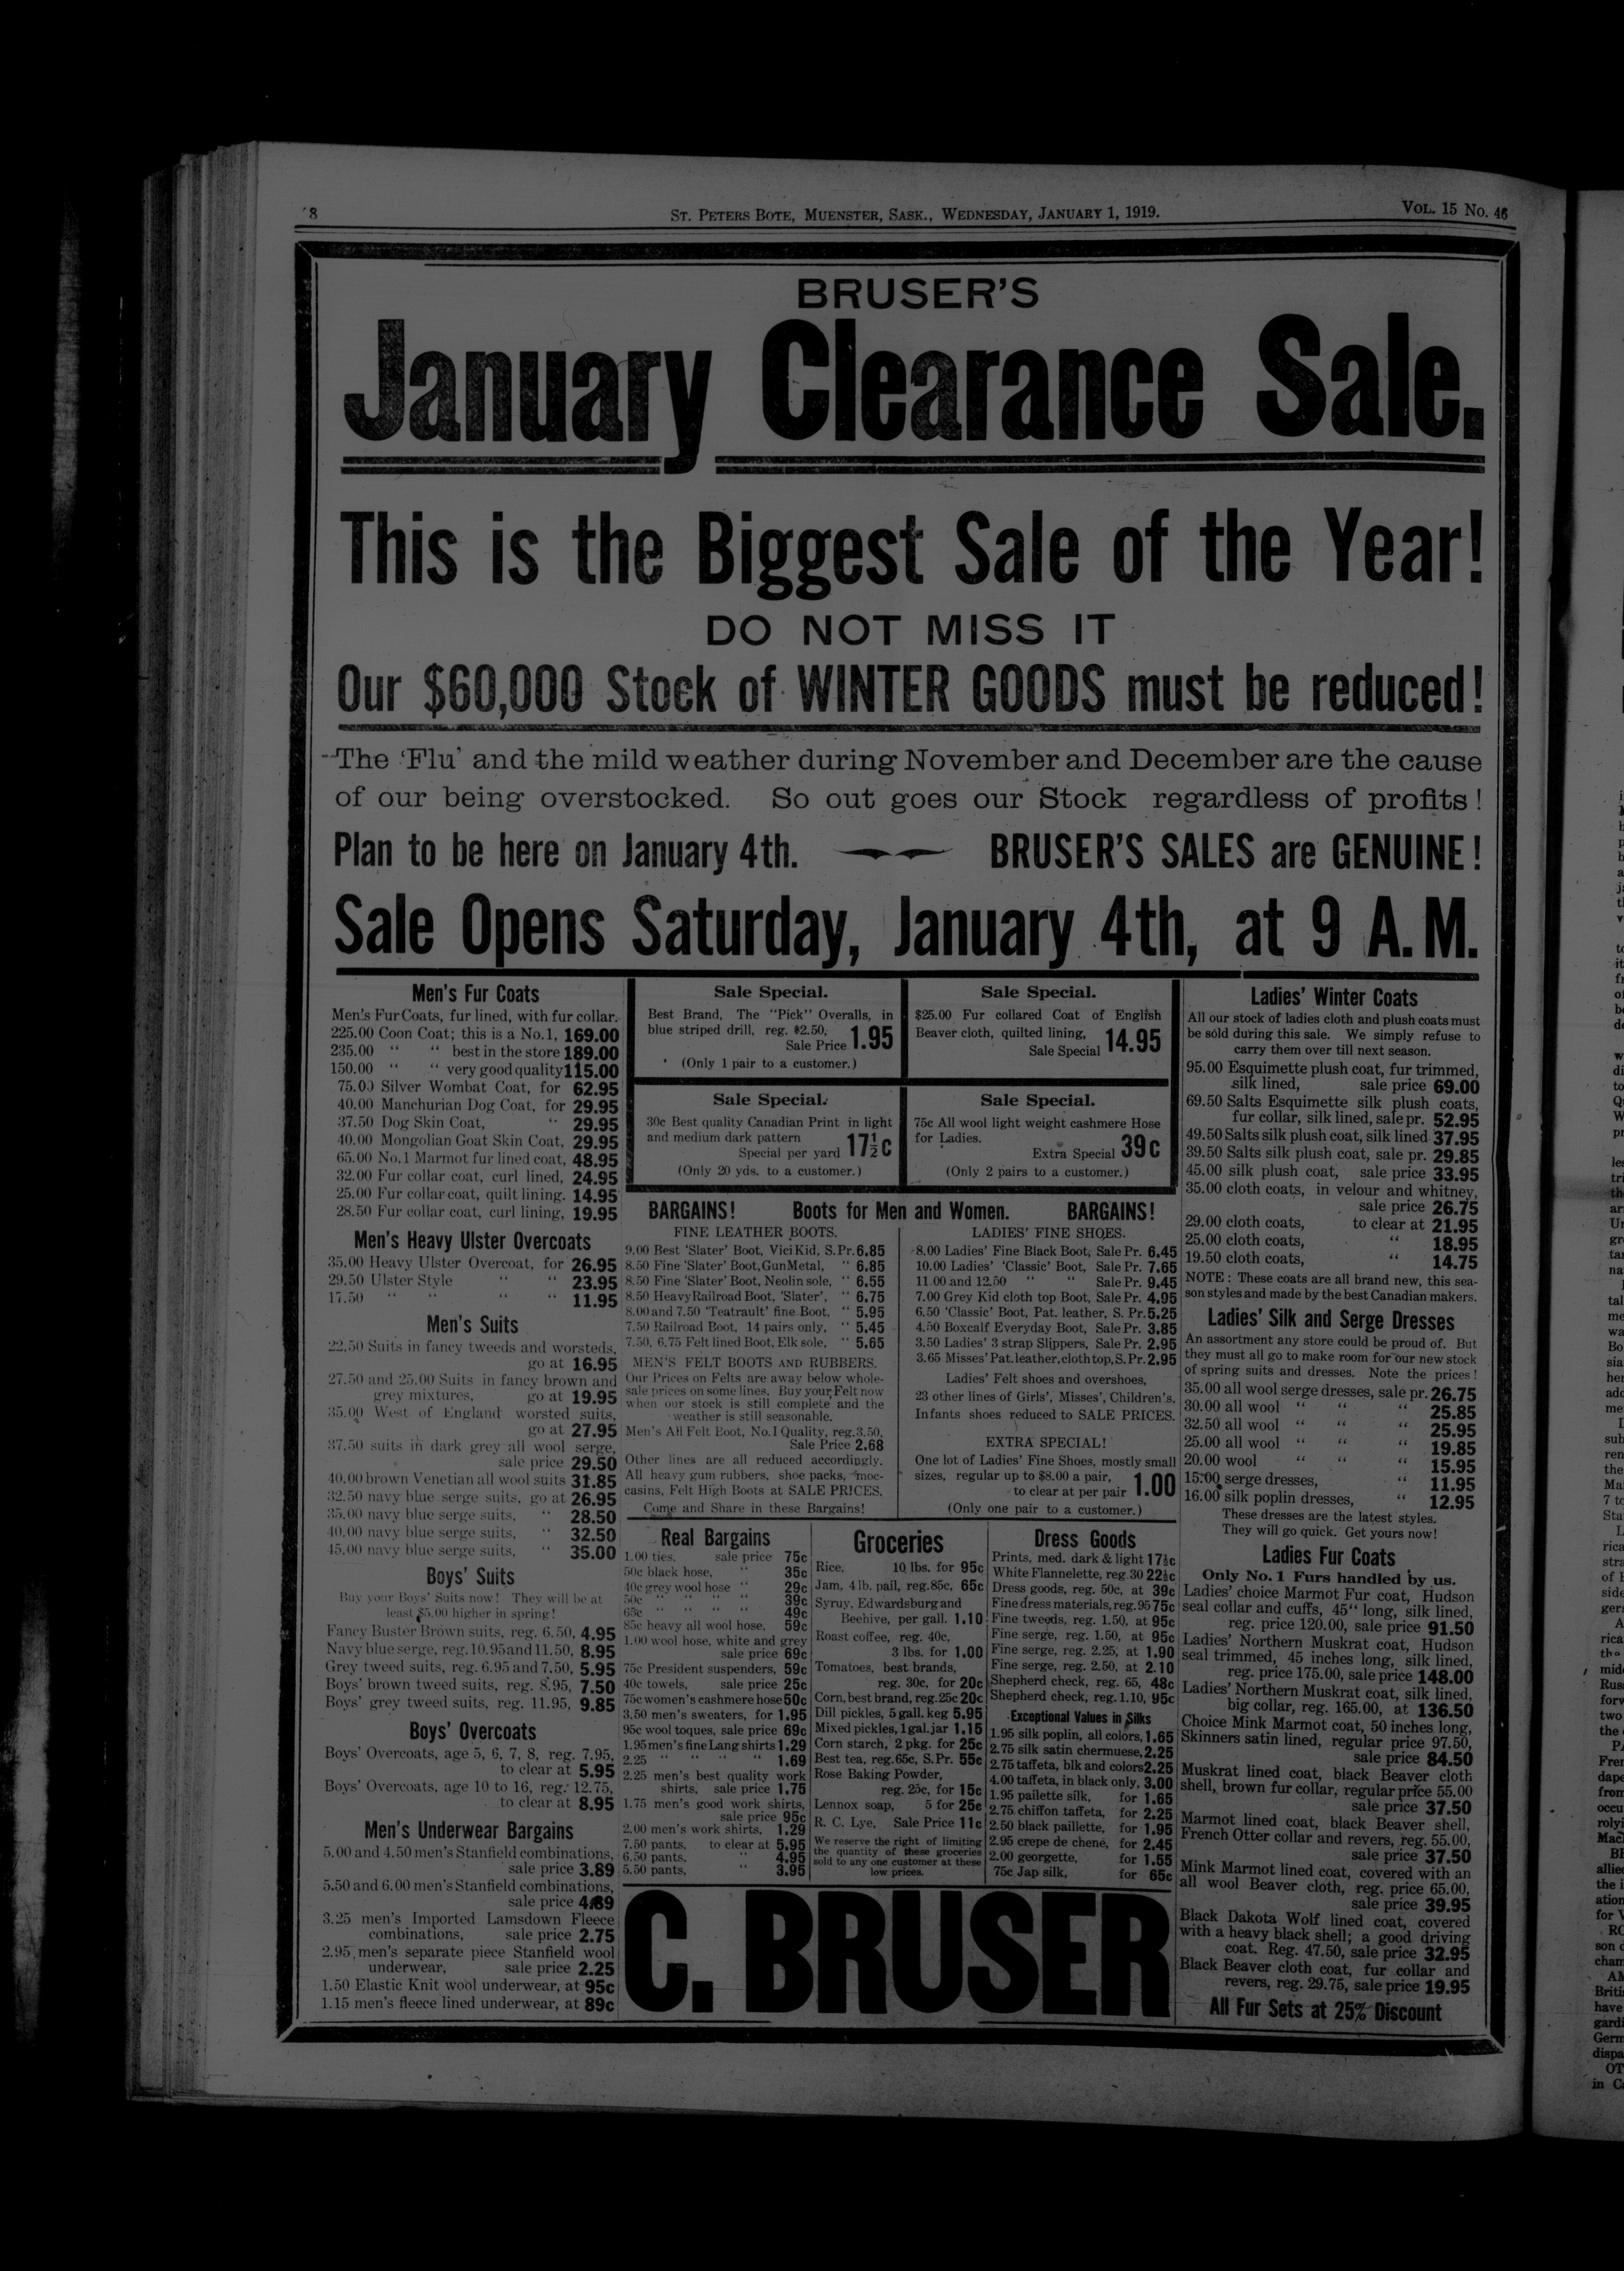 8
ST. PETERS BOTE, MUENSTER, SASK., WEDNESDAY, JANUARY 1, 1919.
VOL. 15 No. 46
BRUSER'S
January Clearance Sale.
This is the Biggest Sale of the Year!
DO NOT MISS IT
Our $60,000 Stock of WINTER GOODS must be reduced!
The 'Flu' and the mild weather during November and December are the cause
of our being overstocked. So out goes our Stock regardless of profits!
Plan to be here on January 4th. BRUSER'S SALES are GENUINE!
Sale Opens Saturday, January 4th, at 9 A.M.
Men's Fur Coats
Men's Fur Coats, fur lined, with fur collar.
225.00 Coon Coat; this is a No.1, 169.00
235.00 " " best in the store 189.00
150.00 " " very good quality 115.00
75.00 Silver Wombat Coat, for 62.95
40.00 Manchurian Dog Coat, for 29.95
37.50 Dog Skin Coat, " 29.95
40.00 Mongolian Goat Skin Coat, 29.95
65.00 No.1 Marmot fur lined coat, 48.95
32.00 Fur collar coat, curl lined, 24.95
25.00 Fur collar coat, quilt lining. 14.95
28.50 Fur collar coat, curl lining, 19.95
Men's Heavy Ulster Overcoats
35.00 Heavy Ulster Overcoat, for 26.95
29.50 Ulster Style " " 23.95
17.50 " " " " 11.95
Men's Suits
22.50 Suits in fancy tweeds and worsteds,
go at 16.95
27.50 and 25.00 Suits in fancy brown and
grey mixtures, go at 19.95
35.00 West of England worsted suits,
go at 27.95
37.50 suits in dark grey all wool serge,
sale price 29.50
40.00 brown Venetian all wool suits 31.85
32.50 navy blue serge suits, go at 26.95
35.00 navy blue serge suits, " 28.50
40.00 navy blue serge suits, " 32.50
45.00 navy blue serge suits, " 35.00
Boys' Suits
Buy your Boys' Suits now! They will be at
least $5.00 higher in spring!
Fancy Buster Brown suits, reg. 6.50, 4.95
Navy blue serge, reg. 10.95 and 11.50, 8.95
Grey tweed suits, reg. 6.95 and 7.50, 5.95
Boys' brown tweed suits, reg. 8.95, 7.50
Boys' grey tweed suits, reg. 11.95, 9.85
Boys' Overcoats
Boys' Overcoats, age 5, 6, 7, 8, reg. 7.95,
to clear at 5.95
Boys' Overcoats, age 10 to 16, reg. 12.75,
to clear at 8.95
Men's Underwear Bargains
5.00 and 4.50 men's Stanfield combinations,
sale price 3.89
5.50 and 6.00 men's Stanfield combinations,
sale price 4.89
3.25 men's Imported Lamsdown Fleece
combinations, sale price 2.75
2.95 men's separate piece Stanfield wool
underwear, sale price 2.25
1.50 Elastic Knit wool underwear, at 95c
1.15 men's fleece lined underwear, at 89c
Sale Special.
Best Brand, The "Pick" Overalls, in
blue striped drill, reg. $2.50,
Sale Price 1.95
(Only 1 pair to a customer.)
Sale Special.
$25.00 Fur collared Coat of English
Beaver cloth, quilted lining,
Sale Special 14.95
Sale Special.
30c Best quality Canadian Print in light
and medium dark pattern
Special per yard 17½c
(Only 20 yds. to a customer.)
Sale Special.
75c All wool light weight cashmere Hose
for Ladies.
Extra Special 39c
(Only 2 pairs to a customer.)
BARGAINS! Boots for Men and Women. BARGAINS!
FINE LEATHER BOOTS.
9.00 Best 'Slater' Boot, Vici Kid, S.Pr. 6.85
8.50 Fine 'Slater' Boot, Gun Metal, " 6.85
8.50 Fine 'Slater' Boot, Neolin sole, " 6.55
8.50 Heavy Railroad Boot, 'Slater', " 6.75
8.00 and 7.50 'Teatrault' fine Boot, " 5.95
7.50 Railroad Boot, 14 pairs only, " 5.45
7.50, 6.75 Felt lined Boot, Elk sole, " 5.65
MEN'S FELT BOOTS AND RUBBERS.
Our Prices on Felts are away below whole-
sale prices on some lines. Buy your Felt now
when our stock is still complete and the
weather is still seasonable.
Men's All Felt Boot, No.1 Quality, reg. 3.50,
Sale Price 2.68
Other lines are all reduced accordingly.
All heavy gum rubbers, shoe packs, moc-
casins, Felt High Boots at SALE PRICES.
Come and Share in these Bargains!
LADIES' FINE SHOES.
8.00 Ladies' Fine Black Boot, Sale Pr. 6.45
10.00 Ladies' 'Classic' Boot, Sale Pr. 7.65
11.00 and 12.50 " " Sale Pr. 9.45
7.00 Grey Kid cloth top Boot, Sale Pr. 4.95
6.50 'Classic' Boot, Pat. leather, S. Pr. 5.25
4.50 Boxcalf Everyday Boot, Sale Pr. 3.85
3.50 Ladies' 3 strap Slippers, Sale Pr. 2.95
3.65 Misses' Pat. leather, cloth top, S. Pr. 2.95
Ladies' Felt shoes and overshoes,
23 other lines of Girls', Misses', Children's,
Infants shoes reduced to SALE PRICES.
EXTRA SPECIAL!
One lot of Ladies' Fine Shoes, mostly small
sizes, regular up to $8.00 a pair,
to clear at per pair 1.00
(Only one pair to a customer.)
Real Bargains
1.00 ties, sale price 75c
50c black hose, " 35c
40c grey wool hose " 29c
50c " " " " 39c
65c " " " " 49c
85c heavy all wool hose, 59c
1.00 wool hose, white and grey
sale price 69c
75c President suspenders, 59c
40c towels, sale price 25c
75c women's cashmere hose 50c
3.50 men's sweaters, for 1.95
95c wool toques, sale price 69c
1.95 men's fine Lang shirts 1.29
2.25 " " " " 1.69
2.25 men's best quality work
shirts, sale price 1.75
1.75 men's good work shirts,
sale price 95c
2.00 men's work shirts, 1.29
7.50 pants, to clear at 5.95
6.50 pants, " 4.95
5.50 pants, " 3.95
Groceries
Rice, 10 lbs. for 95c
Jam, 4 lb. pail, reg. 85c, 65c
Syruy, Edwardsburg and
Beehive, per gall. 1.10
Roast coffee, reg. 40c,
3 lbs. for 1.00
Tomatoes, best brands,
reg. 30c, for 20c
Corn, best brand, reg. 25c 20c
Dill pickles, 5 gall. keg 5.95
Mixed pickles, 1 gal. jar 1.15
Corn starch, 2 pkg. for 25c
Best tea, reg. 65c, S.Pr. 55c
Rose Baking Powder,
reg. 25c, for 15c
Lennox soap, 5 for 25c
R. C. Lye, Sale Price 11c
We reserve the right of limiting
the quantity of these groceries
sold to any one customer at these
low prices.
Dress Goods
Prints, med. dark & light 17½c
White Flannelette, reg. 30 22½c
Dress goods, reg. 50c, at 39c
Fine dress materials, reg. 95 75c
Fine tweeds, reg. 1.50, at 95c
Fine serge, reg. 1.50, at 95c
Fine serge, reg. 2.25, at 1.90
Fine serge, reg. 2.50, at 2.10
Shepherd check, reg. 65, 48c
Shepherd check, reg. 1.10, 95c
Exceptional Values in Silks
1.95 silk poplin, all colors, 1.65
2.75 silk satin chermuese, 2.25
2.75 taffeta, blk and colors 2.25
4.00 taffeta, in black only, 3.00
1.95 pailette silk, for 1.65
2.75 chiffon taffeta, for 2.25
2.50 black paillette, for 1.95
2.95 crepe de chene, for 2.45
2.00 georgette, for 1.55
75c Jap silk, for 65c
C. BRUSER
Ladies' Winter Coats
All our stock of ladies cloth and plush coats must
be sold during this sale. We simply refuse to
carry them over till next season.
95.00 Esquimette plush coat, fur trimmed,
silk lined, sale price 69.00
69.50 Salts Esquimette silk plush coats,
fur collar, silk lined, sale pr. 52.95
49.50 Salts silk plush coat, silk lined 37.95
39.50 Salts silk plush coat, sale pr. 29.85
45.00 silk plush coat, sale price 33.95
35.00 cloth coats, in velour and whitney,
sale price 26.75
29.00 cloth coats, to clear at 21.95
25.00 cloth coats, " 18.95
19.50 cloth coats, " 14.75
NOTE: These coats are all brand new, this sea-
son styles and made by the best Canadian makers.
Ladies' Silk and Serge Dresses
An assortment any store could be proud of. But
they must all go to make room for our new stock
of spring suits and dresses. Note the prices!
35.00 all wool serge dresses, sale pr. 26.75
30.00 all wool " " " 25.85
32.50 all wool " " " 25.95
25.00 all wool " " " 19.85
20.00 wool " " " 15.95
15.00 serge dresses, " 11.95
16.00 silk poplin dresses, " 12.95
These dresses are the latest styles.
They will go quick. Get yours now!
Ladies Fur Coats
Only No. 1 Furs handled by us.
Ladies' choice Marmot Fur coat, Hudson
seal collar and cuffs, 45" long, silk lined,
reg. price 120.00, sale price 91.50
Ladies' Northern Muskrat coat, Hudson
seal trimmed, 45 inches long, silk lined,
reg. price 175.00, sale price 148.00
Ladies' Northern Muskrat coat, silk lined,
big collar, reg. 165.00, at 136.50
Choice Mink Marmot coat, 50 inches long,
Skinners satin lined, regular price 97.50,
sale price 84.50
Muskrat lined coat, black Beaver cloth
shell, brown fur collar, regular price 55.00
sale price 37.50
Marmot lined coat, black Beaver shell,
French Otter collar and revers, reg. 55.00,
sale price 37.50
Mink Marmot lined coat, covered with an
all wool Beaver cloth, reg. price 65.00,
sale price 39.95
Black Dakota Wolf lined coat, covered
with a heavy black shell; a good driving
coat. Reg. 47.50, sale price 32.95
Black Beaver cloth coat, fur collar and
revers, reg. 29.75, sale price 19.95
All Fur Sets at 25% Discount